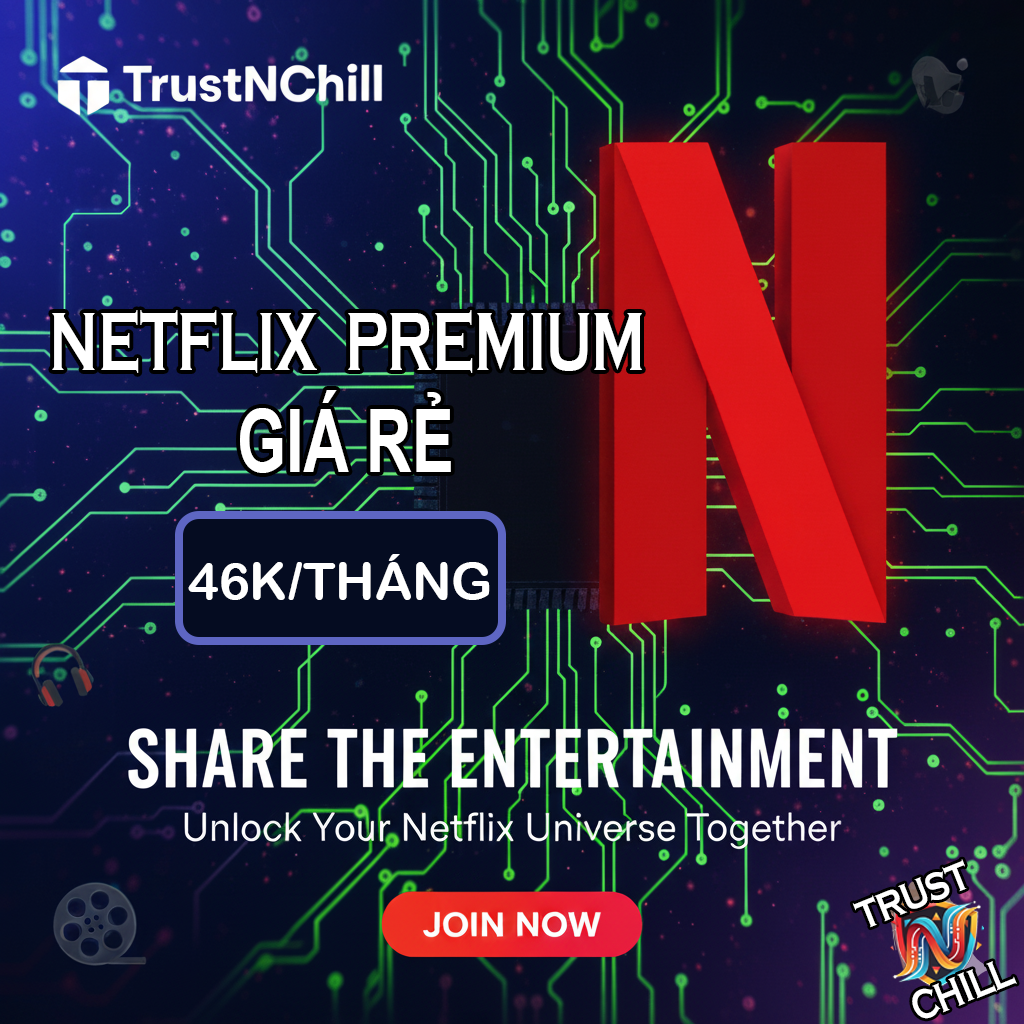 TrustNChill
NETFLIX PREMIUM
GIÁ RẺ
46K/THÁNG
SHARE THE ENTERTAINMENT
Unlock Your Netflix Universe Together
JOIN NOW
TRUST
N
CHILL